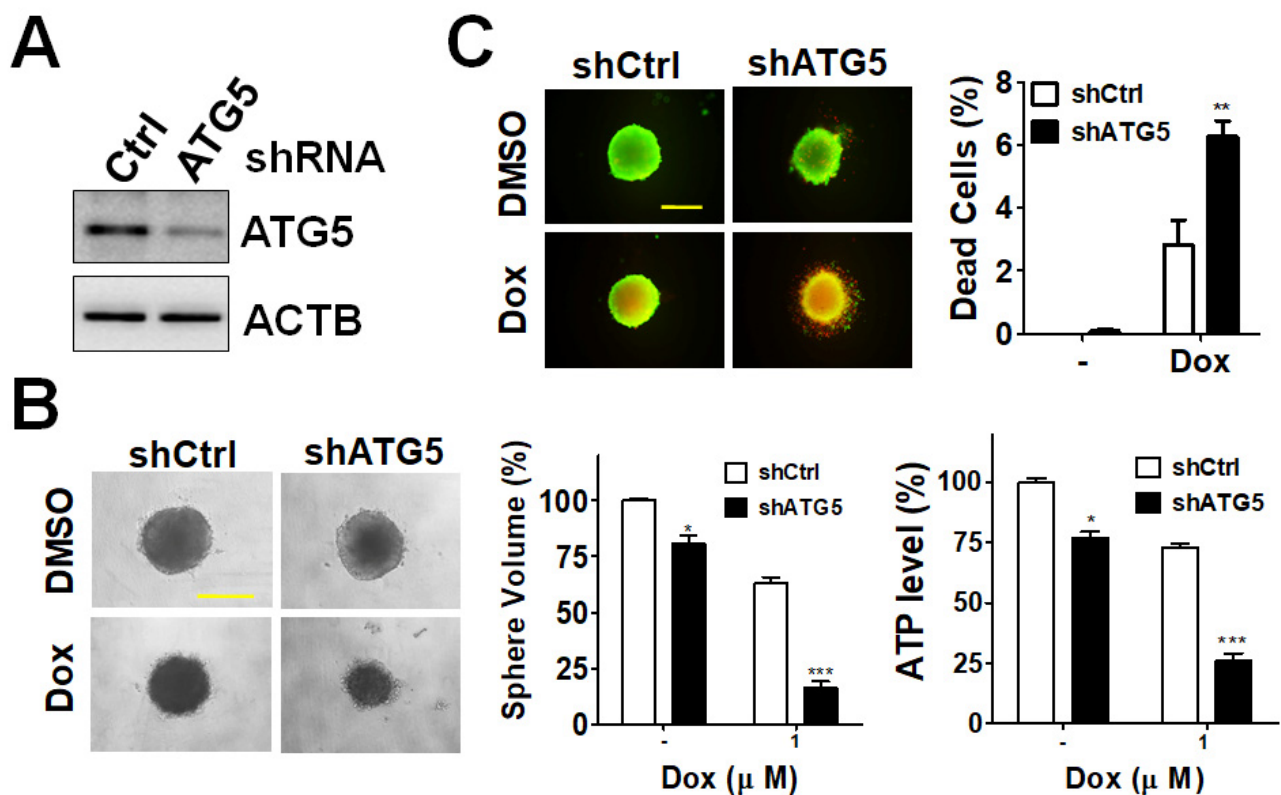 A
Ctrl
ATG5
shRNA
ATG5
ACTB
B
shCtrl
shATG5
DMSO
Dox
Sphere Volume (%)
100
75
50
25
0
shCtrl
shATG5
*
***
-
1
Dox (μ M)
ATP level (%)
100
75
50
25
0
shCtrl
shATG5
*
***
-
1
Dox (μ M)
C
shCtrl
shATG5
DMSO
Dox
Dead Cells (%)
8
6
4
2
0
shCtrl
shATG5
**
-
Dox